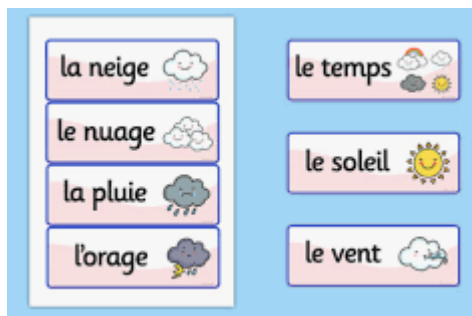 la neige
le nuage
la pluie
l'orage
le temps
le soleil
le vent